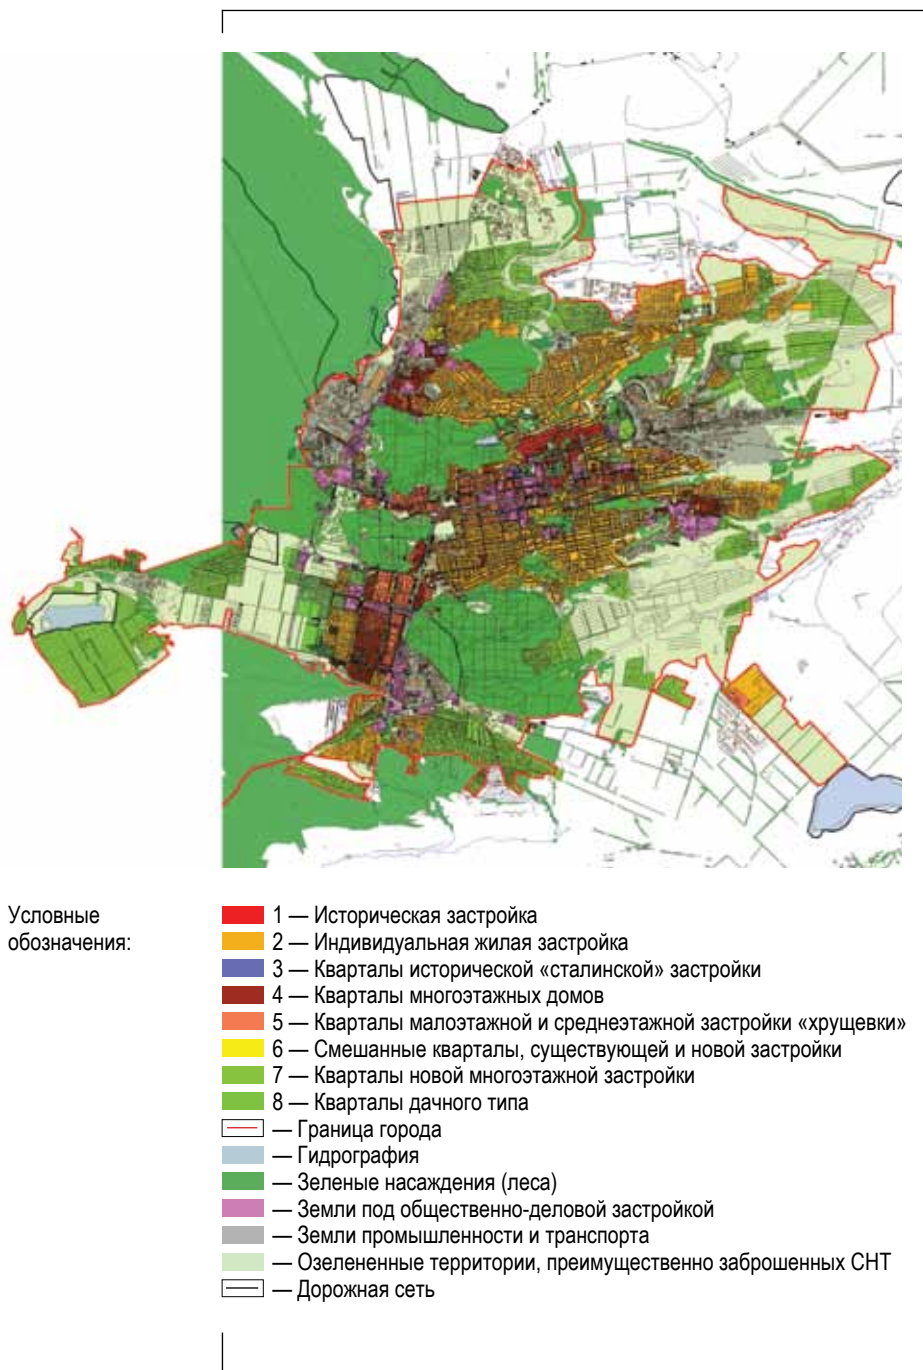 Условные
обозначения:
1 — Историческая застройка
2 — Индивидуальная жилая застройка
3 — Кварталы исторической «сталинской» застройки
4 — Кварталы многоэтажных домов
5 — Кварталы малоэтажной и среднеэтажной застройки «хрущевки»
6 — Смешанные кварталы, существующей и новой застройки
7 — Кварталы новой многоэтажной застройки
8 — Кварталы дачного типа
— Граница города
— Гидрография
— Зеленые насаждения (леса)
— Земли под общественно-деловой застройкой
— Земли промышленности и транспорта
— Озелененные территории, преимущественно заброшенных СНТ
— Дорожная сеть